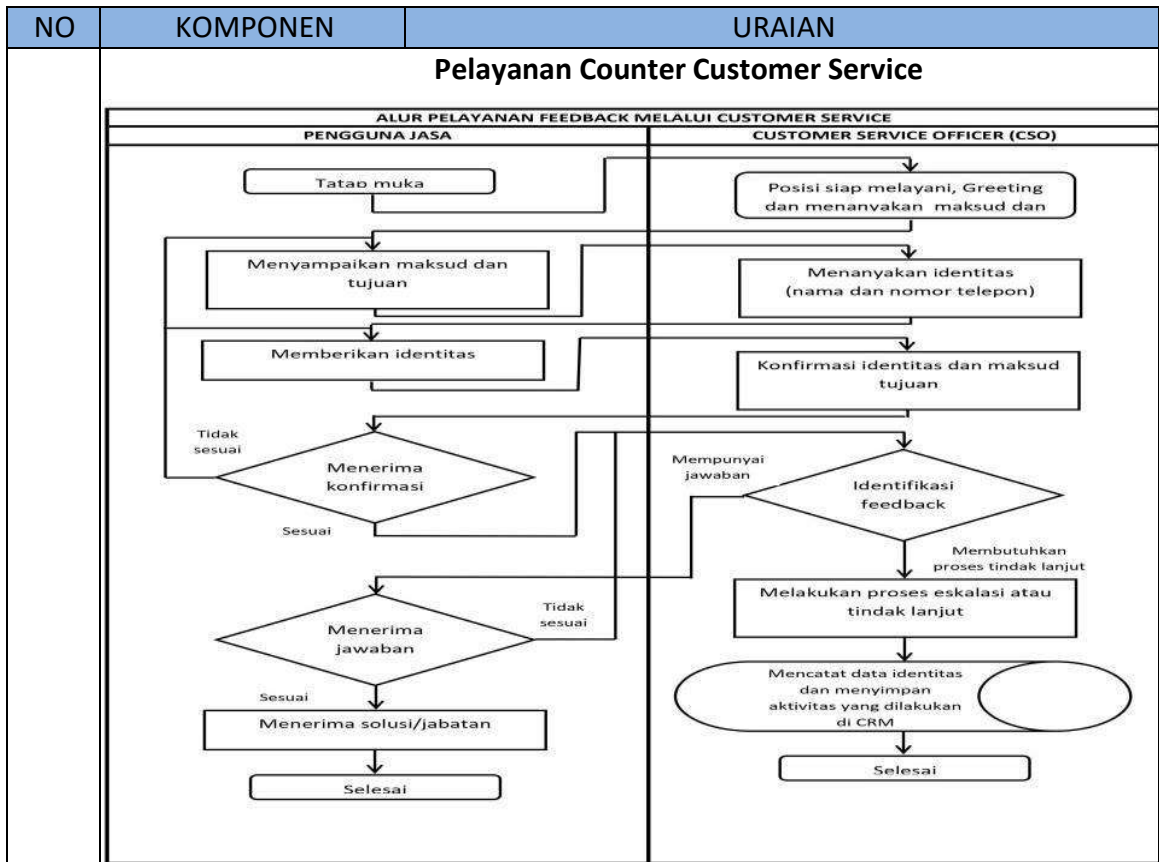 NO KOMPONEN URAIAN
Pelayanan Counter Customer Service
ALUR PELAYANAN FEEDBACK MELALUI CUSTOMER SERVICE
PENGGUNA JASA CUSTOMER SERVICE OFFICER (CSO)
Tatap muka
Posisi siap melayani, Greeting
dan menanyakan maksud dan
Menyampaikan maksud dan
tujuan
Menanyakan identitas
(nama dan nomor telepon)
Memberikan identitas
Konfirmasi identitas dan maksud
tujuan
Tidak
sesuai
Menerima
konfirmasi
Sesuai
Mempunyai
jawaban
Identifikasi
feedback
Membutuhkan
proses tindak lanjut
Melakukan proses eskalasi atau
tindak lanjut
Menerima
jawaban
Tidak
sesuai
Sesuai
Mencatat data identitas
dan menyimpan
aktivitas yang dilakukan
di CRM
Menerima solusi/jabatan
Selesai
Selesai